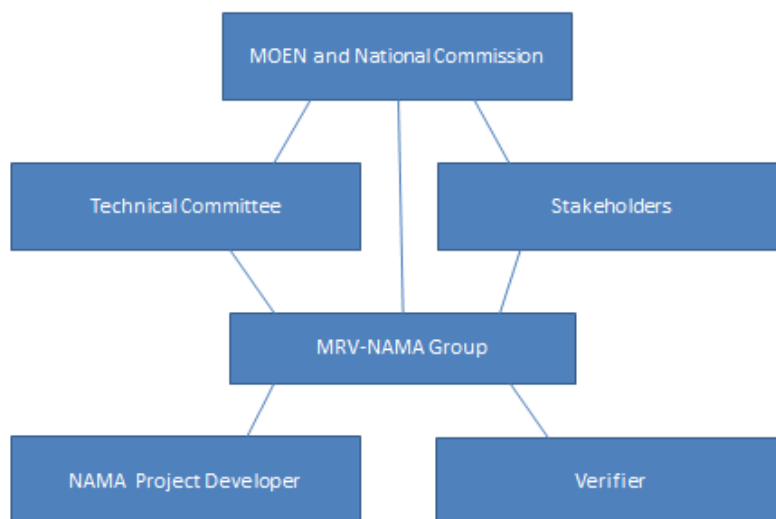 MOEN and National Commission
Technical Committee
Stakeholders
MRV-NAMA Group
NAMA Project Developer
Verifier